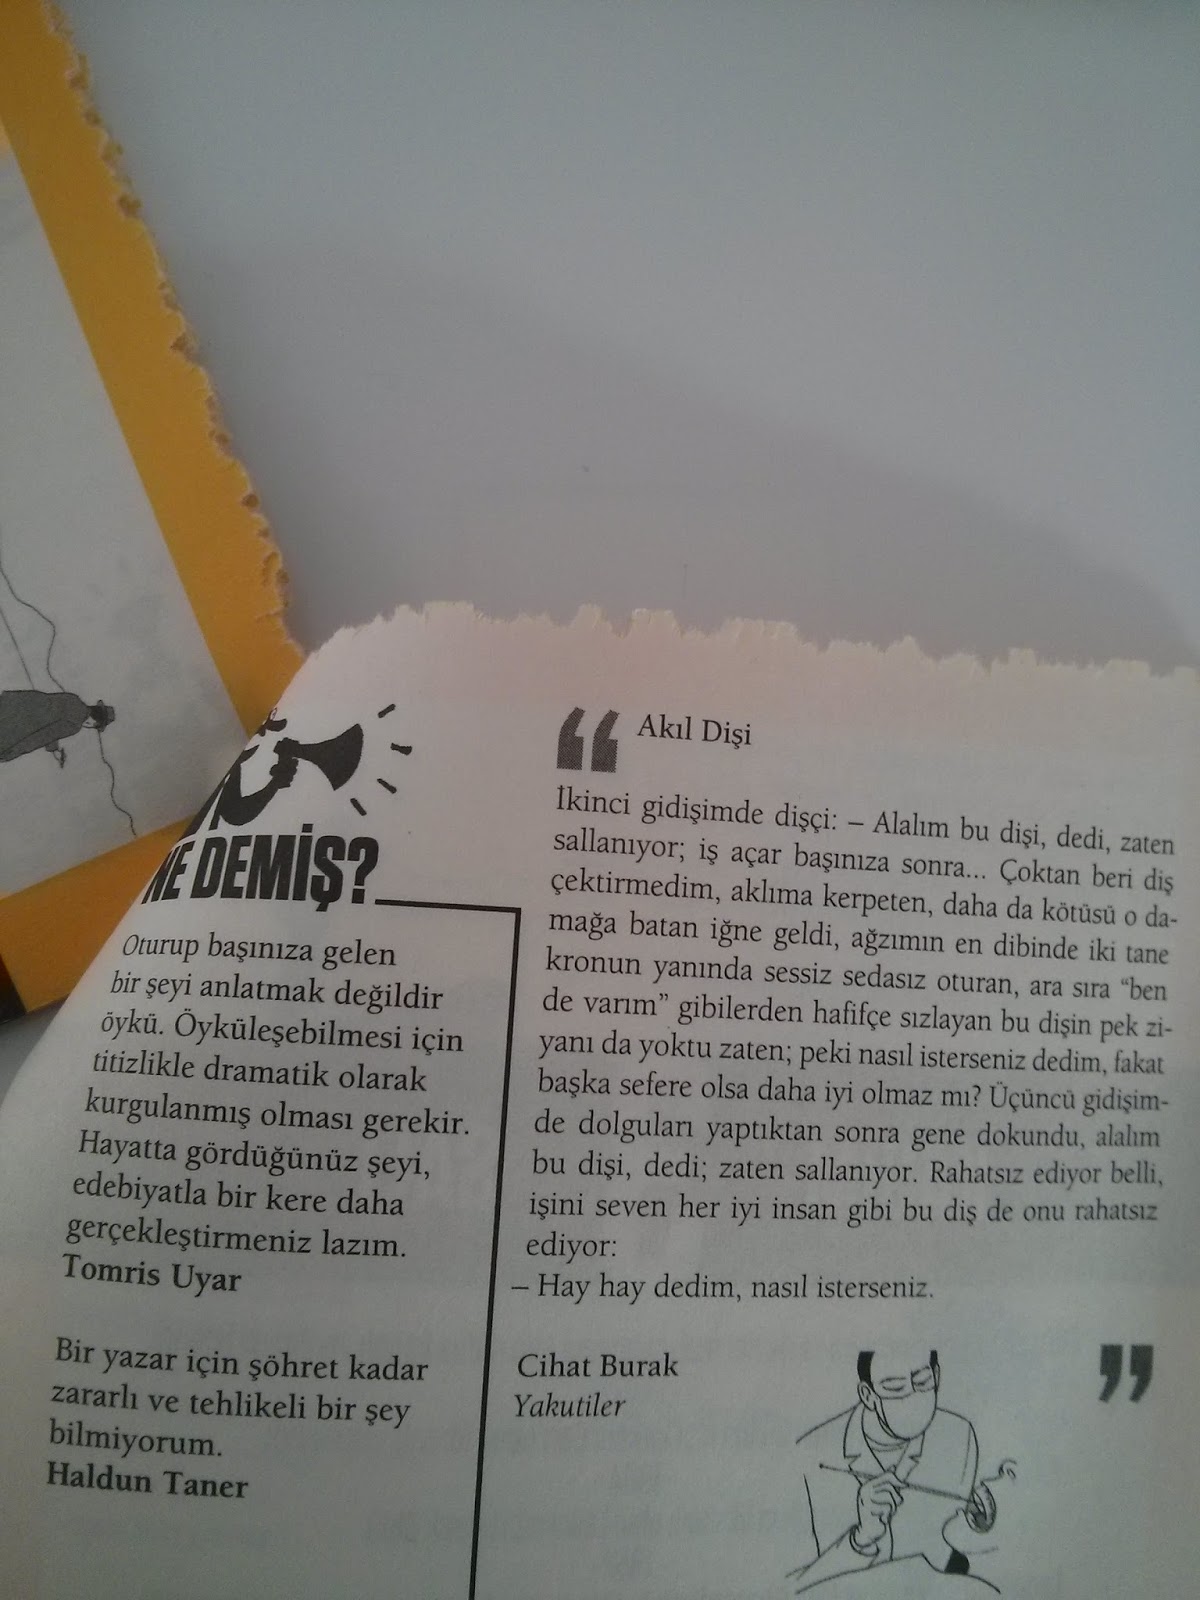 NE DEMİŞ?
Oturup başınıza gelen
bir şeyi anlatmak değildir
öykü. Öyküleşebilmesi için
titizlikle dramatik olarak
kurgulanmış olması gerekir.
Hayatta gördüğünüz şeyi,
edebiyatla bir kere daha
gerçekleştirmeniz lazım.
Tomris Uyar
Bir yazar için şöhret kadar
zararlı ve tehlikeli bir şey
bilmiyorum.
Haldun Taner
“ Akıl Dişi
İkinci gidişimde dişçi: – Alalım bu dişi, dedi, zaten
sallanıyor; iş açar başınıza sonra... Çoktan beri diş
çektirmedim, aklıma kerpeten, daha da kötüsü o da-
mağa batan iğne geldi, ağzımın en dibinde iki tane
kronun yanında sessiz sedasız oturan, ara sıra “ben
de varım” gibilerden hafifçe sızlayan bu dişin pek zi-
yanı da yoktu zaten; peki nasıl isterseniz dedim, fakat
başka sefere olsa daha iyi olmaz mı? Üçüncü gidişim-
de dolguları yaptıktan sonra gene dokundu, alalım
bu dişi, dedi; zaten sallanıyor. Rahatsız ediyor belli,
işini seven her iyi insan gibi bu diş de onu rahatsız
ediyor:
– Hay hay dedim, nasıl isterseniz.
Cihat Burak ”
Yakutiler